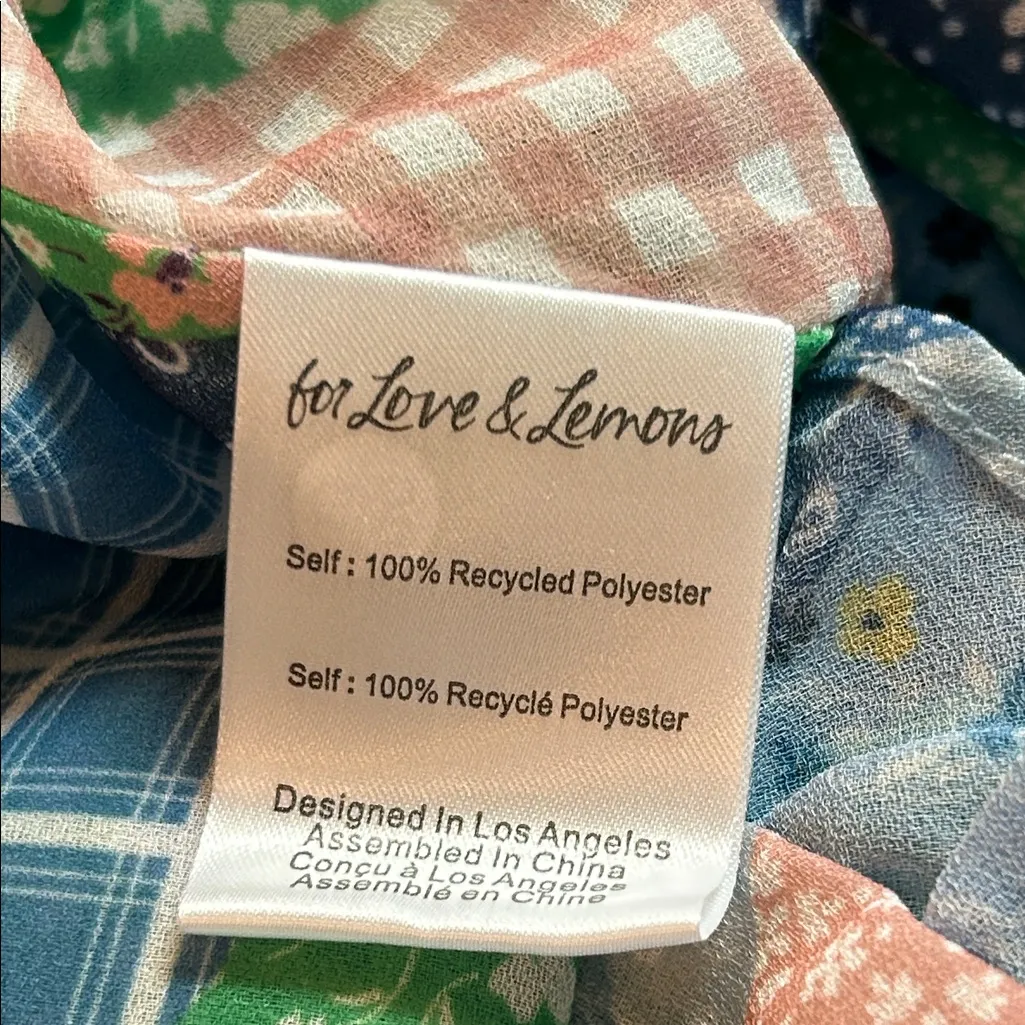 for Love & Lemons
Self : 100% Recycled Polyester
Self : 100% Recyclé Polyester
Designed In Los Angeles
Assembled In China
Conçu à Los Angeles
Assemblé en Chine